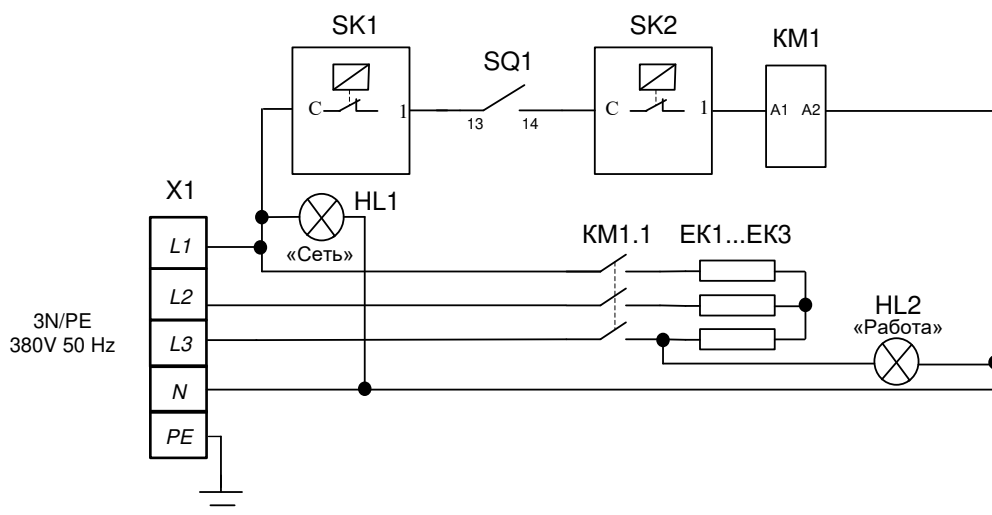 SK1
SK2
KM1
SQ1
C
1
13
14
C
1
A1 A2
X1
HL1
L1
«Сеть»
KM1.1
EK1...EK3
L2
HL2
«Работа»
3N/PE
380V 50 Hz
L3
N
PE